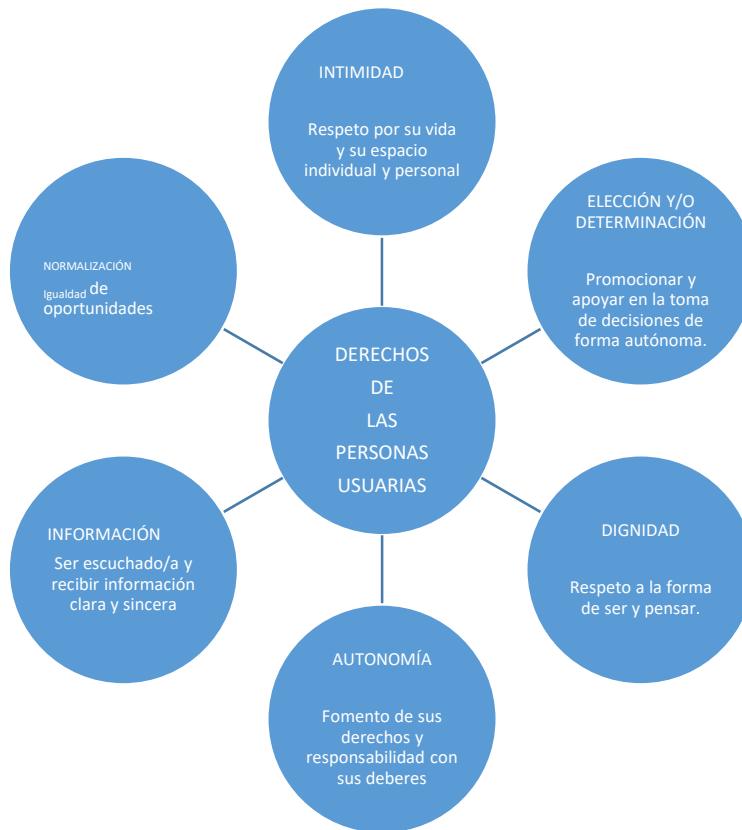 INTIMIDAD
Respeto por su vida
y su espacio
individual y personal
ELECCIÓN Y/O
DETERMINACIÓN
Promocionar y
apoyar en la toma
de decisiones de
forma autónoma.
DIGNIDAD
Respeto a la forma
de ser y pensar.
AUTONOMÍA
Fomento de sus
derechos y
responsabilidad con
sus deberes
INFORMACIÓN
Ser escuchado/a y
recibir información
clara y sincera
NORMALIZACIÓN
Igualdad de
oportunidades
DERECHOS
DE
LAS
PERSONAS
USUARIAS